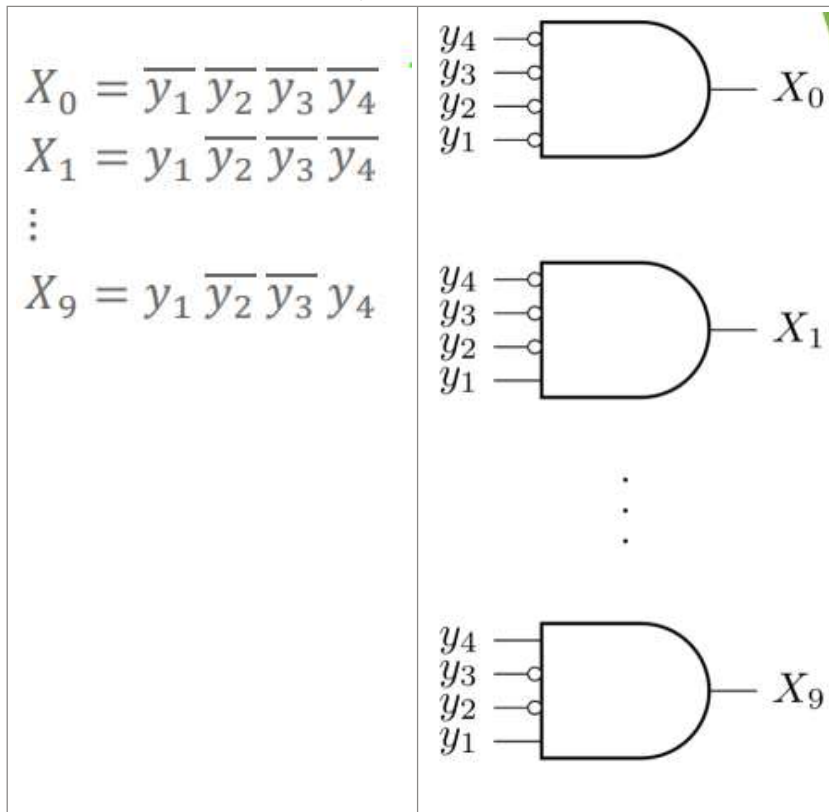 X₀ = y̅₁ y̅₂ y̅₃ y̅₄
X₁ = y₁ y̅₂ y̅₃ y̅₄
⋮
X₉ = y₁ y̅₂ y̅₃ y₄
y₄
y₃
y₂
y₁
X₀
y₄
y₃
y₂
y₁
X₁
⋮
y₄
y₃
y₂
y₁
X₉